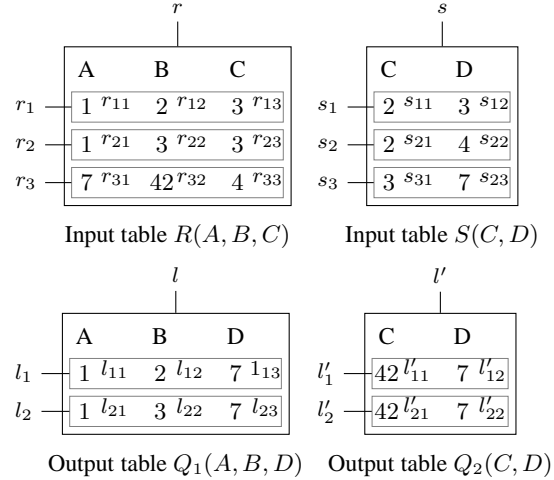 r s
A B C C D
r₁ 1 r₁₁ 2 r₁₂ 3 r₁₃ s₁ 2 s₁₁ 3 s₁₂
r₂ 1 r₂₁ 3 r₂₂ 3 r₂₃ s₂ 2 s₂₁ 4 s₂₂
r₃ 7 r₃₁ 42 r₃₂ 4 r₃₃ s₃ 3 s₃₁ 7 s₂₃
Input table R(A, B, C) Input table S(C, D)
l l′
A B D C D
l₁ 1 l₁₁ 2 l₁₂ 7 1₁₃ l′₁ 42 l′₁₁ 7 l′₁₂
l₂ 1 l₂₁ 3 l₂₂ 7 l₂₃ l′₂ 42 l′₂₁ 7 l′₂₂
Output table Q₁(A, B, D) Output table Q₂(C, D)